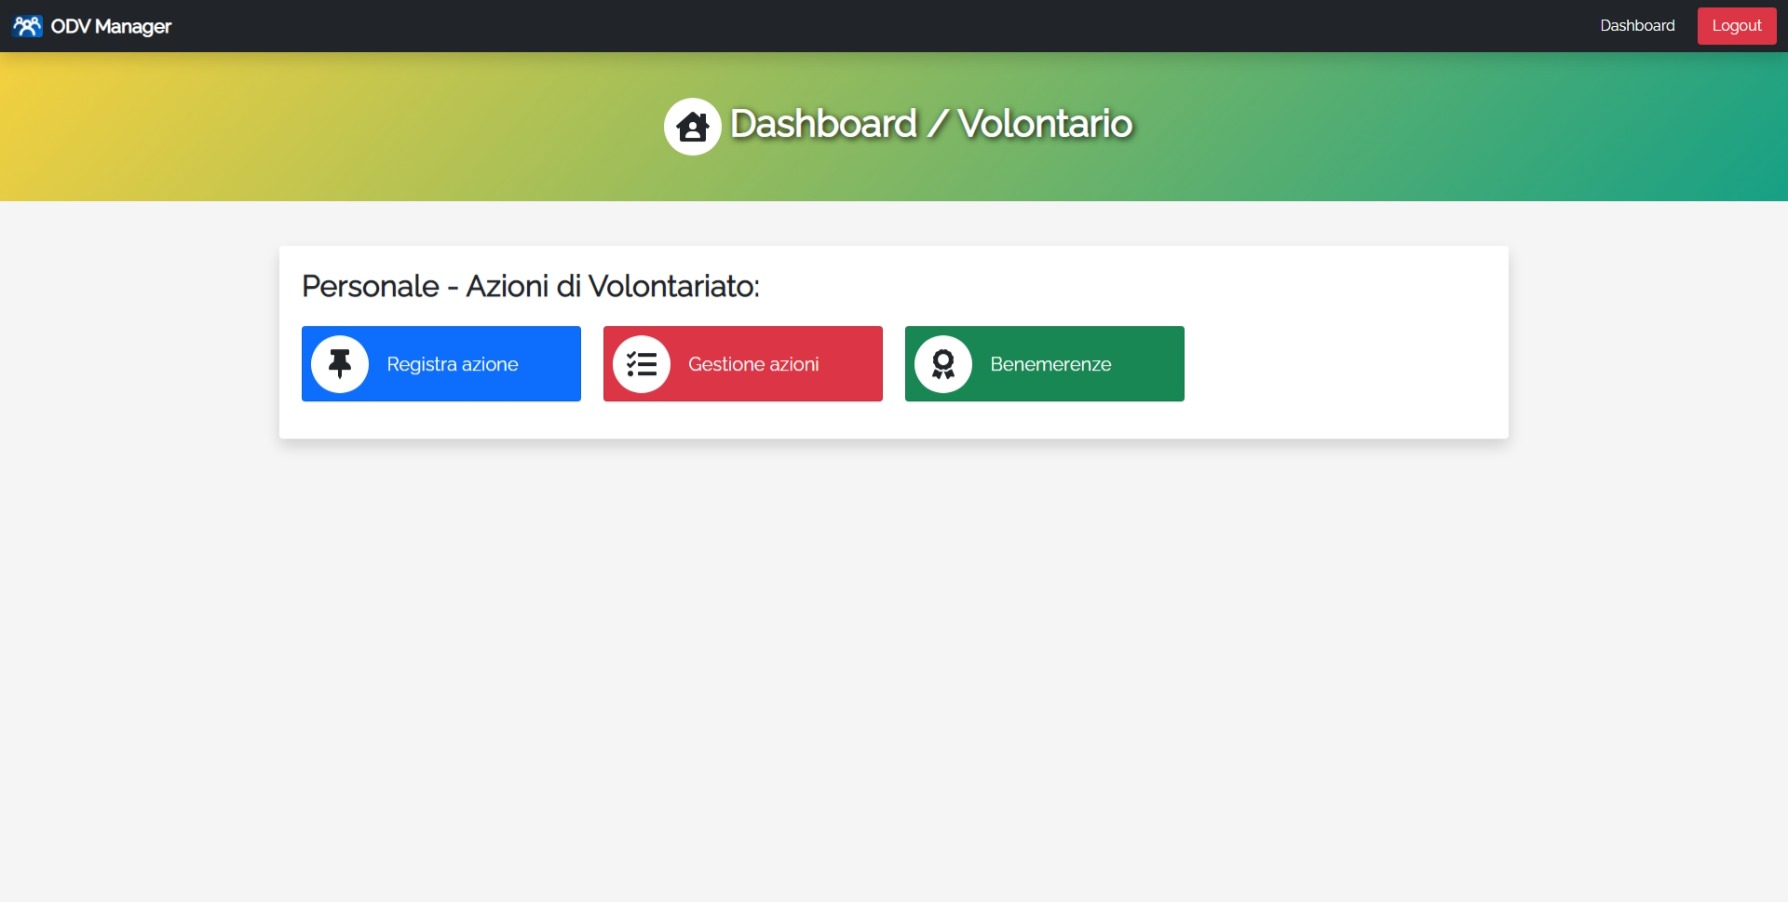 ODV Manager
Dashboard
Logout
Dashboard / Volontario
Personale - Azioni di Volontariato:
Registra azione
Gestione azioni
Benemerenze